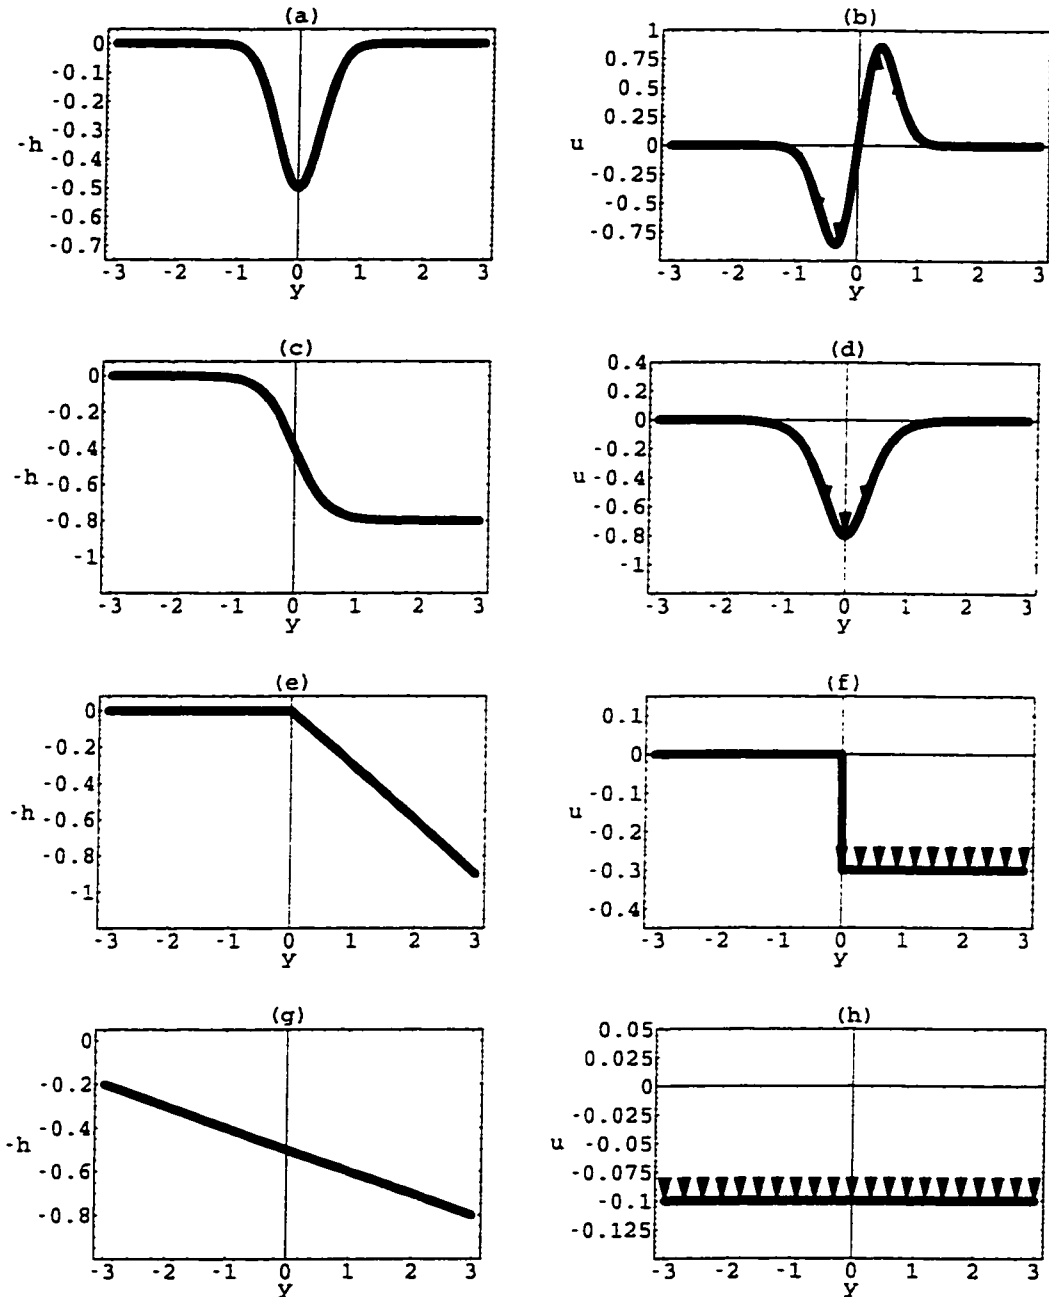 (a)
0
-0.1
-0.2
-0.3
-h
-0.4
-0.5
-0.6
-0.7
-3 -2 -1 0 1 2 3
y
(b)
1
0.75
0.5
0.25
u 0
-0.25
-0.5
-0.75
-3 -2 -1 0 1 2 3
y
(c)
0
-0.2
-0.4
-h -0.6
-0.8
-1
-3 -2 -1 0 1 2 3
y
(d)
0.4
0.2
0
-0.2
u -0.4
-0.6
-0.8
-1
-3 -2 -1 0 1 2 3
y
(e)
0
-0.2
-0.4
-h
-0.6
-0.8
-1
-3 -2 -1 0 1 2 3
y
(f)
0.1
0
-0.1
u
-0.2
-0.3
-0.4
-3 -2 -1 0 1 2 3
y
(g)
0
-0.2
-0.4
-h
-0.6
-0.8
-3 -2 -1 0 1 2 3
y
(h)
0.05
0.025
0
-0.025
u -0.05
-0.075
-0.1
-0.125
-3 -2 -1 0 1 2 3
y